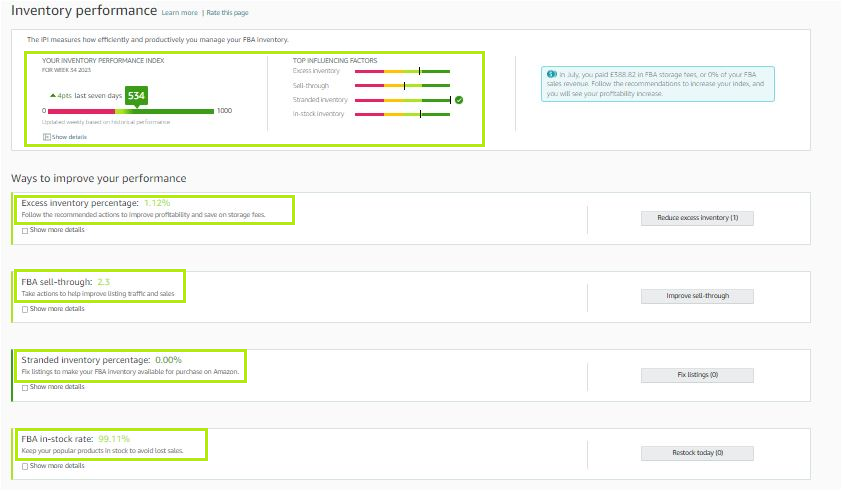 Inventory performance Learn more | Rate this page
The IPI measures how efficiently and productively you manage your FBA inventory.
YOUR INVENTORY PERFORMANCE INDEX
FOR WEEK 34 2023
4pts last seven days 534
0 1000
Updated weekly based on historical performance
Show details
TOP INFLUENCING FACTORS
Excess inventory
Sell-through
Stranded inventory
In-stock inventory
In July, you paid £588.82 in FBA storage fees, or 0% of your FBA
sales revenue. Follow the recommendations to increase your index, and
you will see your profitability increase.
Ways to improve your performance
Excess inventory percentage: 1.12%
Follow the recommended actions to improve profitability and save on storage fees.
Show more details
Reduce excess inventory (1)
FBA sell-through: 2.3
Take actions to help improve listing traffic and sales
Show more details
Improve sell-through
Stranded inventory percentage: 0.00%
Fix listings to make your FBA inventory available for purchase on Amazon.
Show more details
Fix listings (0)
FBA in-stock rate: 99.11%
Keep your popular products in stock to avoid lost sales.
Show more details
Restock today (0)